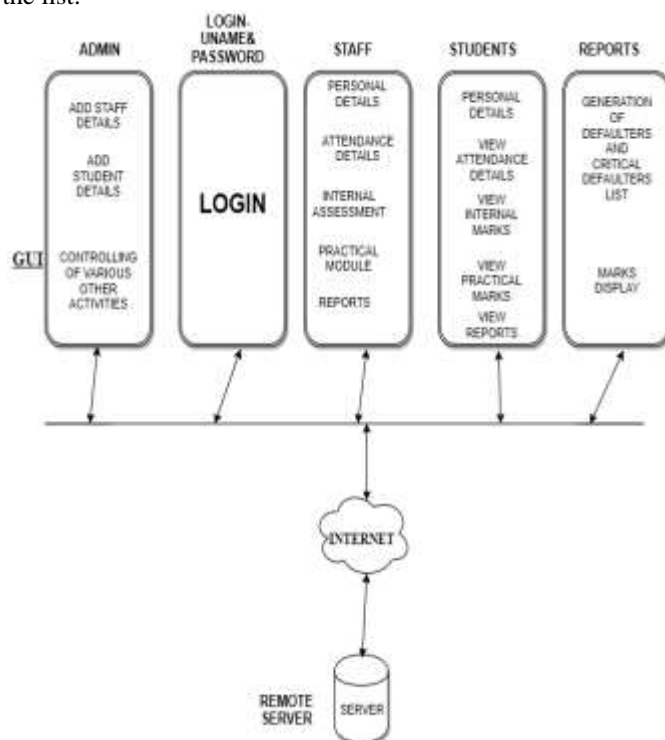 the list.
ADMIN
LOGIN-
UNAME&
PASSWORD
STAFF
STUDENTS
REPORTS
ADD STAFF
DETAILS
ADD
STUDENT
DETAILS
CONTROLLING
OF VARIOUS
OTHER
ACTIVITIES
GUI
LOGIN
PERSONAL
DETAILS
ATTENDANCE
DETAILS
INTERNAL
ASSESSMENT
PRACTICAL
MODULE
REPORTS
PERSONAL
DETAILS
VIEW
ATTENDANCE
DETAILS
VIEW
INTERNAL
MARKS
VIEW
PRACTICAL
MARKS
VIEW
REPORTS
GENERATION
OF
DEFAULTERS
AND
CRITICAL
DEFAULTERS
LIST
MARKS
DISPLAY
INTERNET
REMOTE
SERVER
SERVER